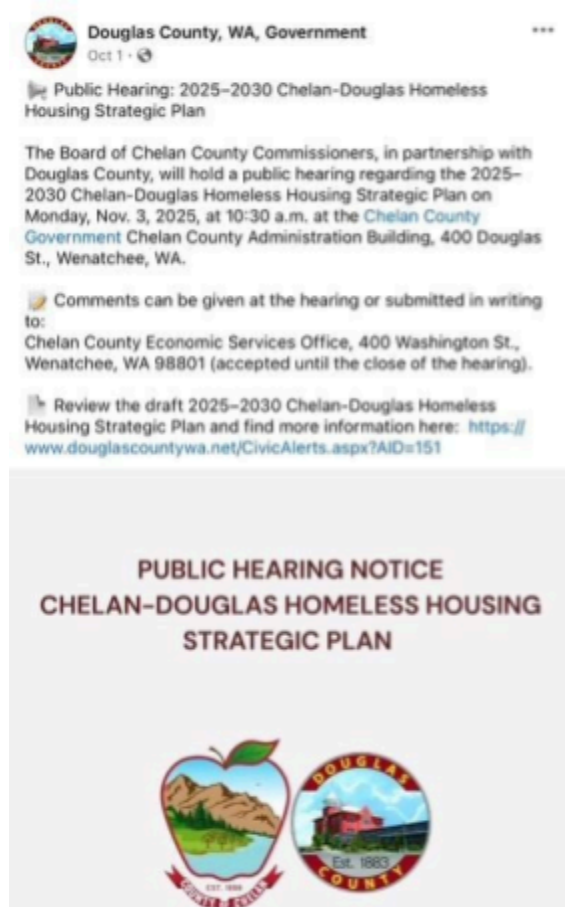 Douglas County, WA, Government
Oct 1 ·
Public Hearing: 2025–2030 Chelan-Douglas Homeless
Housing Strategic Plan
The Board of Chelan County Commissioners, in partnership with
Douglas County, will hold a public hearing regarding the 2025–
2030 Chelan-Douglas Homeless Housing Strategic Plan on
Monday, Nov. 3, 2025, at 10:30 a.m. at the Chelan County
Government Chelan County Administration Building, 400 Douglas
St., Wenatchee, WA.
Comments can be given at the hearing or submitted in writing
to:
Chelan County Economic Services Office, 400 Washington St.,
Wenatchee, WA 98801 (accepted until the close of the hearing).
Review the draft 2025–2030 Chelan-Douglas Homeless
Housing Strategic Plan and find more information here: https://
www.douglascountywa.net/CivicAlerts.aspx?AID=151
PUBLIC HEARING NOTICE
CHELAN-DOUGLAS HOMELESS HOUSING
STRATEGIC PLAN
COUNTY OF CHELAN
DOUGLAS
Est. 1883
COUNTY